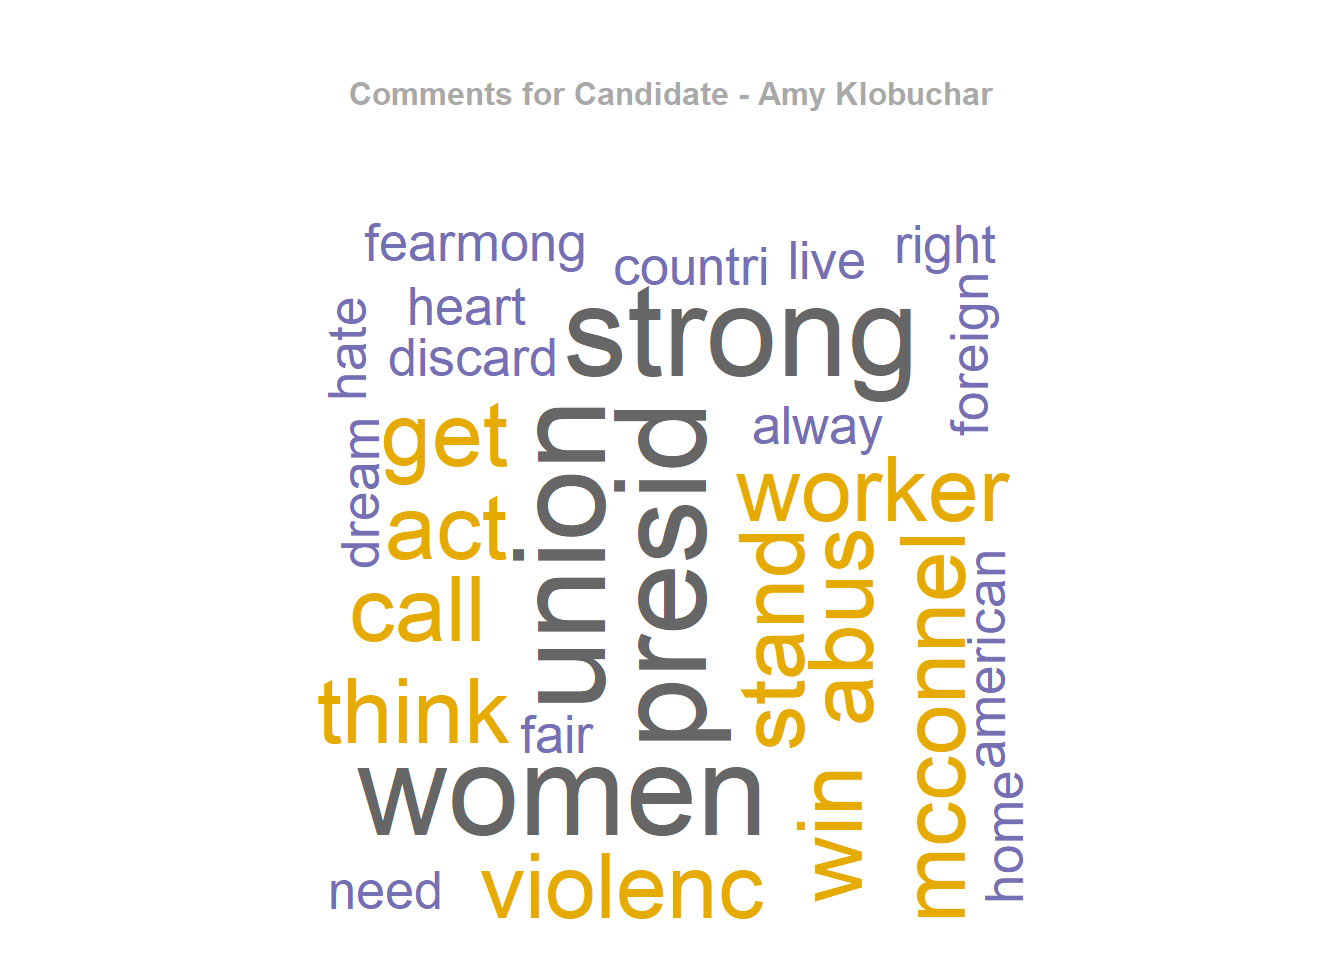 Comments for Candidate - Amy Klobuchar
fearmong
countri
live
right
hate
heart
strong
foreign
discard
dream
get
union
presid
alway
worker
act
stand
abus
mcconnel
american
call
think
fair
women
win
home
need
violenc